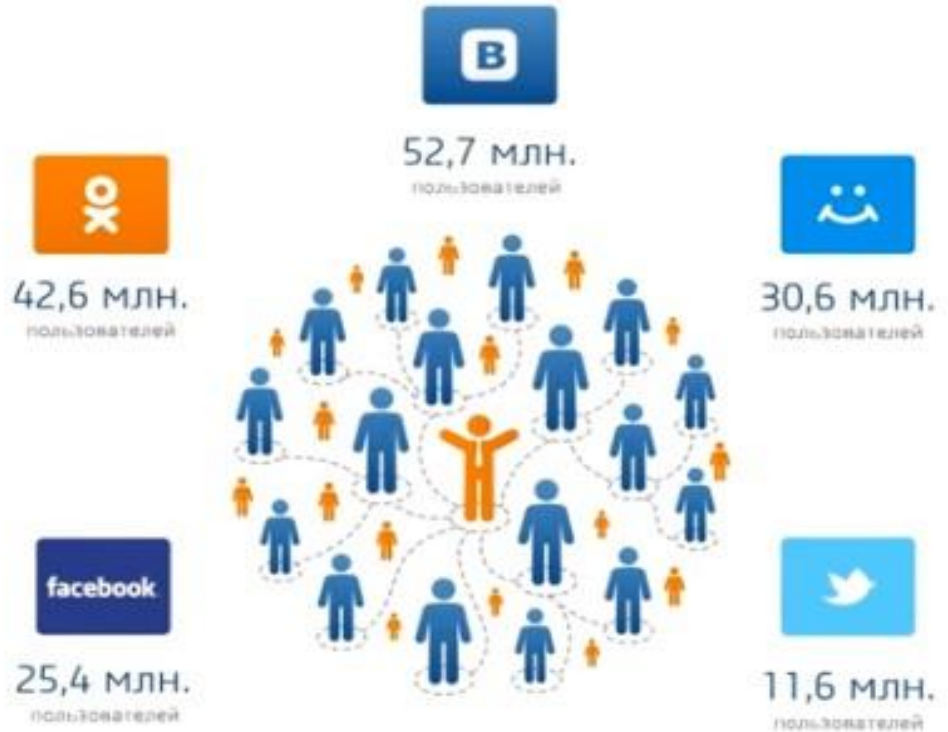 В
52,7 млн.
пользователей
42,6 млн.
пользователей
30,6 млн.
пользователей
facebook
25,4 млн.
пользователей
11,6 млн.
пользователей